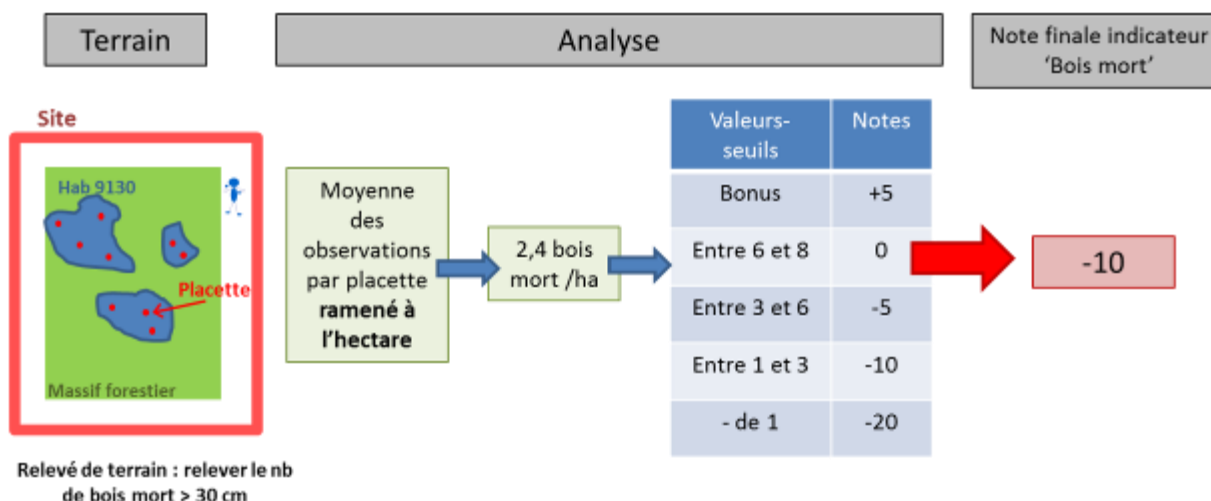 Terrain
Analyse
Note finale indicateur
'Bois mort'
Site
Hab 9130
Placette
Massif forestier
Relevé de terrain : relever le nb
de bois mort > 30 cm
Moyenne
des
observations
par placette
ramené à
l'hectare
2,4 bois
mort /ha
Valeurs-
seuils
Notes
Bonus +5
Entre 6 et 8 0
Entre 3 et 6 -5
Entre 1 et 3 -10
- de 1 -20
-10